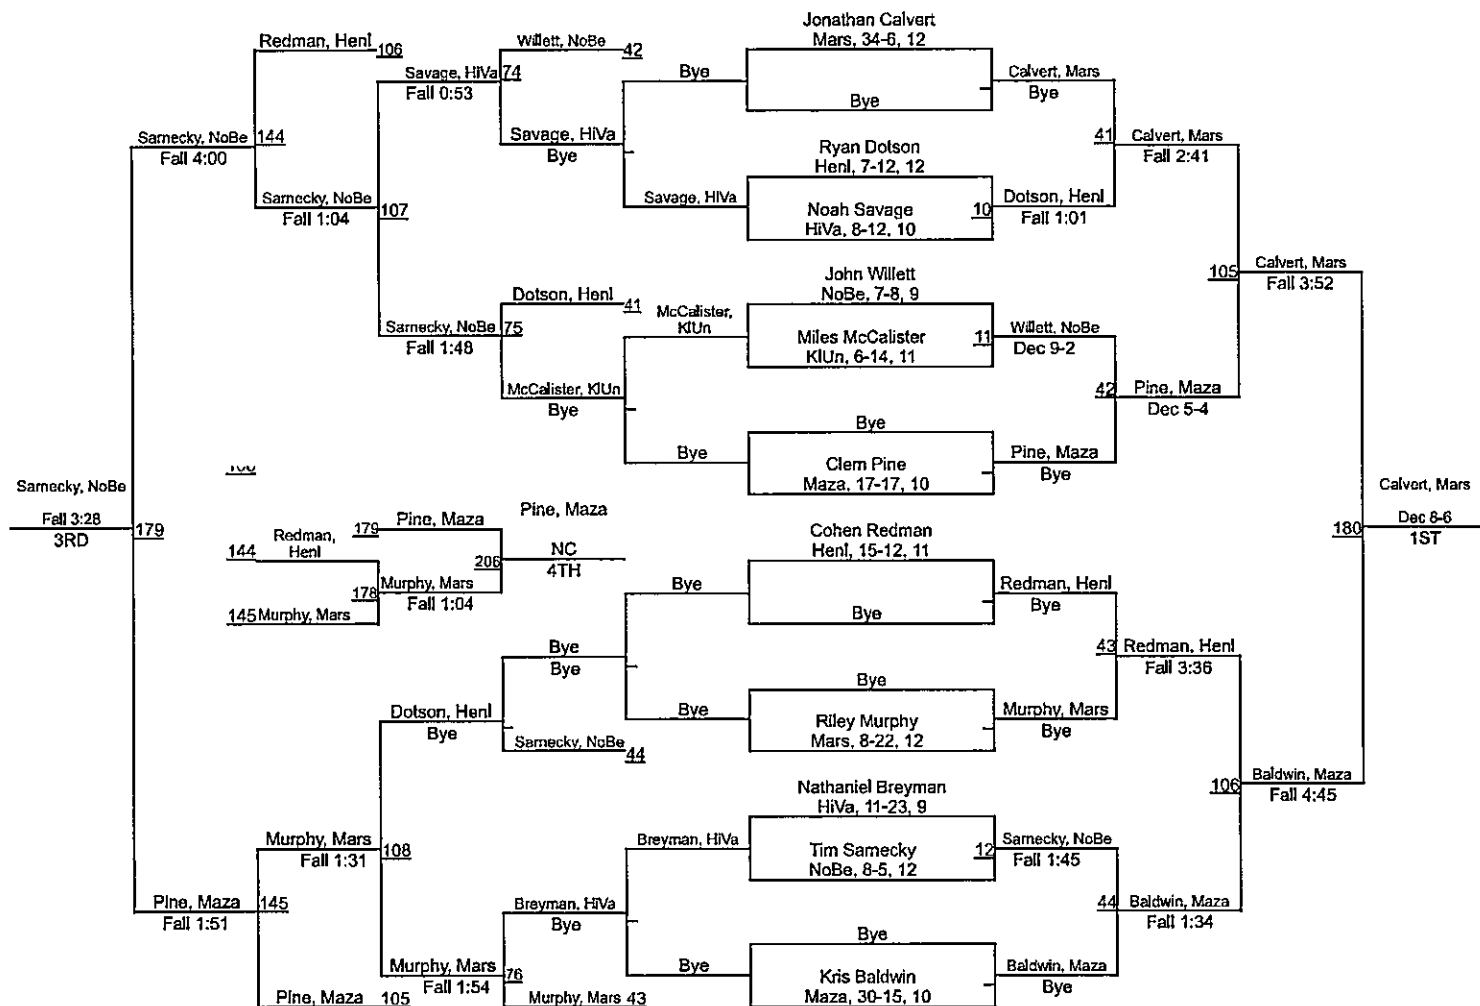 Jonathan Calvert
Mars, 34-6, 12
Redman, Henl 106
Willett, NoBe 42
Savage, HiVa 74
Fall 0:53
Bye
Calvert, Mars
Bye
Bye
Sarnecky, NoBe 144
Fall 4:00
Savage, HiVa
Bye
Ryan Dotson
Henl, 7-12, 12
41 Calvert, Mars
Fall 2:41
Sarnecky, NoBe
Fall 1:04
107
Savage, HiVa
Noah Savage
HiVa, 8-12, 10
10 Dotson, Henl
Fall 1:01
John Willett
NoBe, 7-8, 9
105 Calvert, Mars
Fall 3:52
Dotson, Henl 41
Sarnecky, NoBe 75
Fall 1:48
McCalister,
KlUn
Miles McCalister
KlUn, 6-14, 11
11 Willett, NoBe
Dec 9-2
McCalister, KlUn
Bye
42 Pine, Maza
Dec 5-4
Bye
Bye
Clem Pine
Maza, 17-17, 10
Pine, Maza
Bye
Sarnecky, NoBe
Fall 3:28
3RD
179
Calvert, Mars
180 Dec 8-6
1ST
179 Pine, Maza
Pine, Maza
144 Redman,
Henl
206 NC
4TH
178 Murphy, Mars
Fall 1:04
145 Murphy, Mars
Cohen Redman
Henl, 15-12, 11
Bye
Redman, Henl
Bye
Bye
Bye
Bye
43 Redman, Henl
Fall 3:36
Dotson, Henl
Bye
Bye
Bye
Riley Murphy
Mars, 8-22, 12
Murphy, Mars
Bye
Sarnecky, NoBe 44
Nathaniel Breyman
HiVa, 11-23, 9
106 Baldwin, Maza
Fall 4:45
Murphy, Mars
Fall 1:31
108
Breyman, HiVa
Tim Sarnecky
NoBe, 8-5, 12
12 Sarnecky, NoBe
Fall 1:45
Pine, Maza 145
Fall 1:51
Breyman, HiVa
Bye
44 Baldwin, Maza
Fall 1:34
Murphy, Mars 76
Fall 1:54
Bye
Bye
Kris Baldwin
Maza, 30-15, 10
Baldwin, Maza
Bye
Pine, Maza 105
Murphy, Mars 43